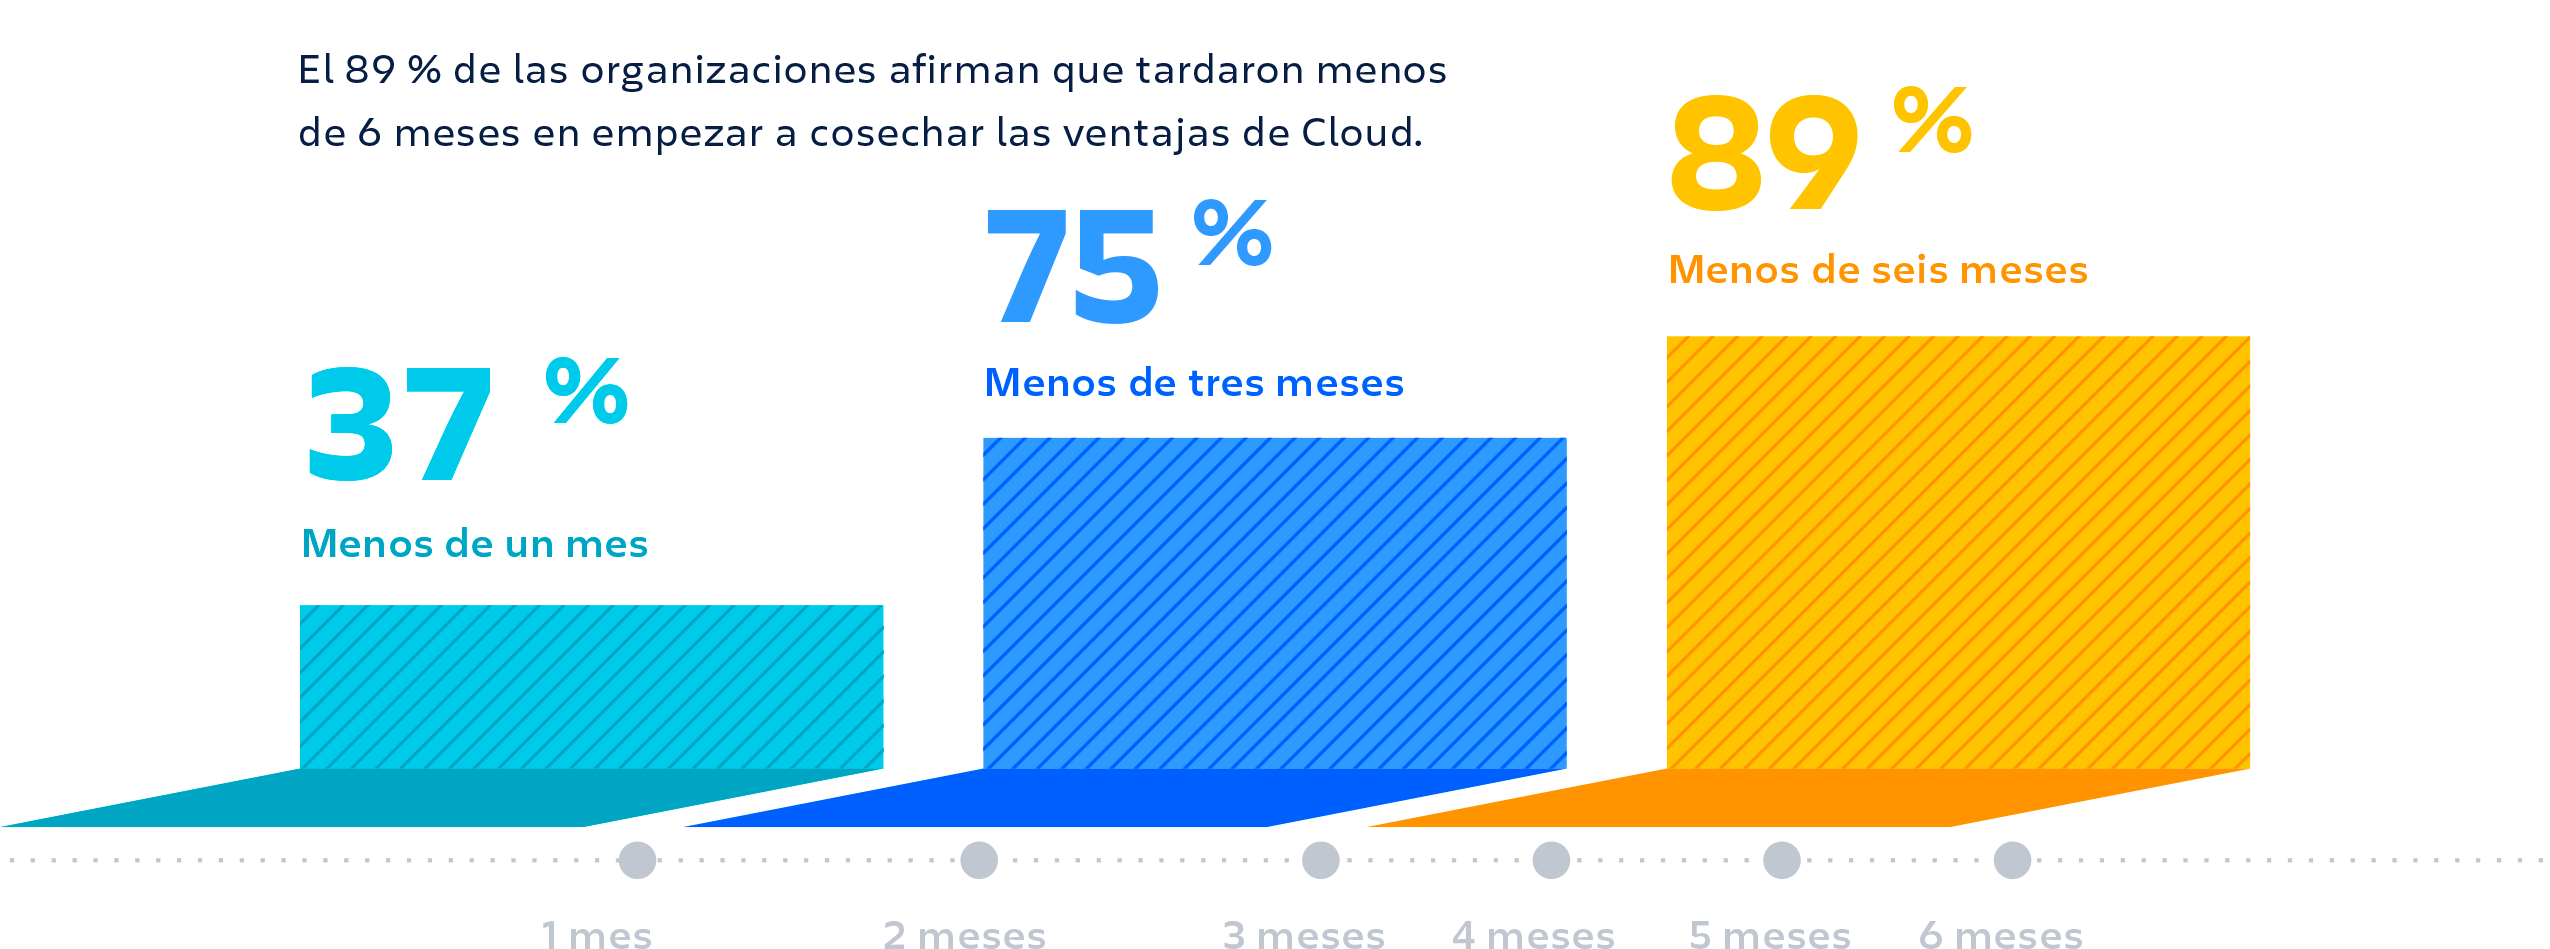 El 89 % de las organizaciones afirman que tardaron menos
de 6 meses en empezar a cosechar las ventajas de Cloud.
37 %
Menos de un mes
75 %
Menos de tres meses
89 %
Menos de seis meses
1 mes
2 meses
3 meses
4 meses
5 meses
6 meses